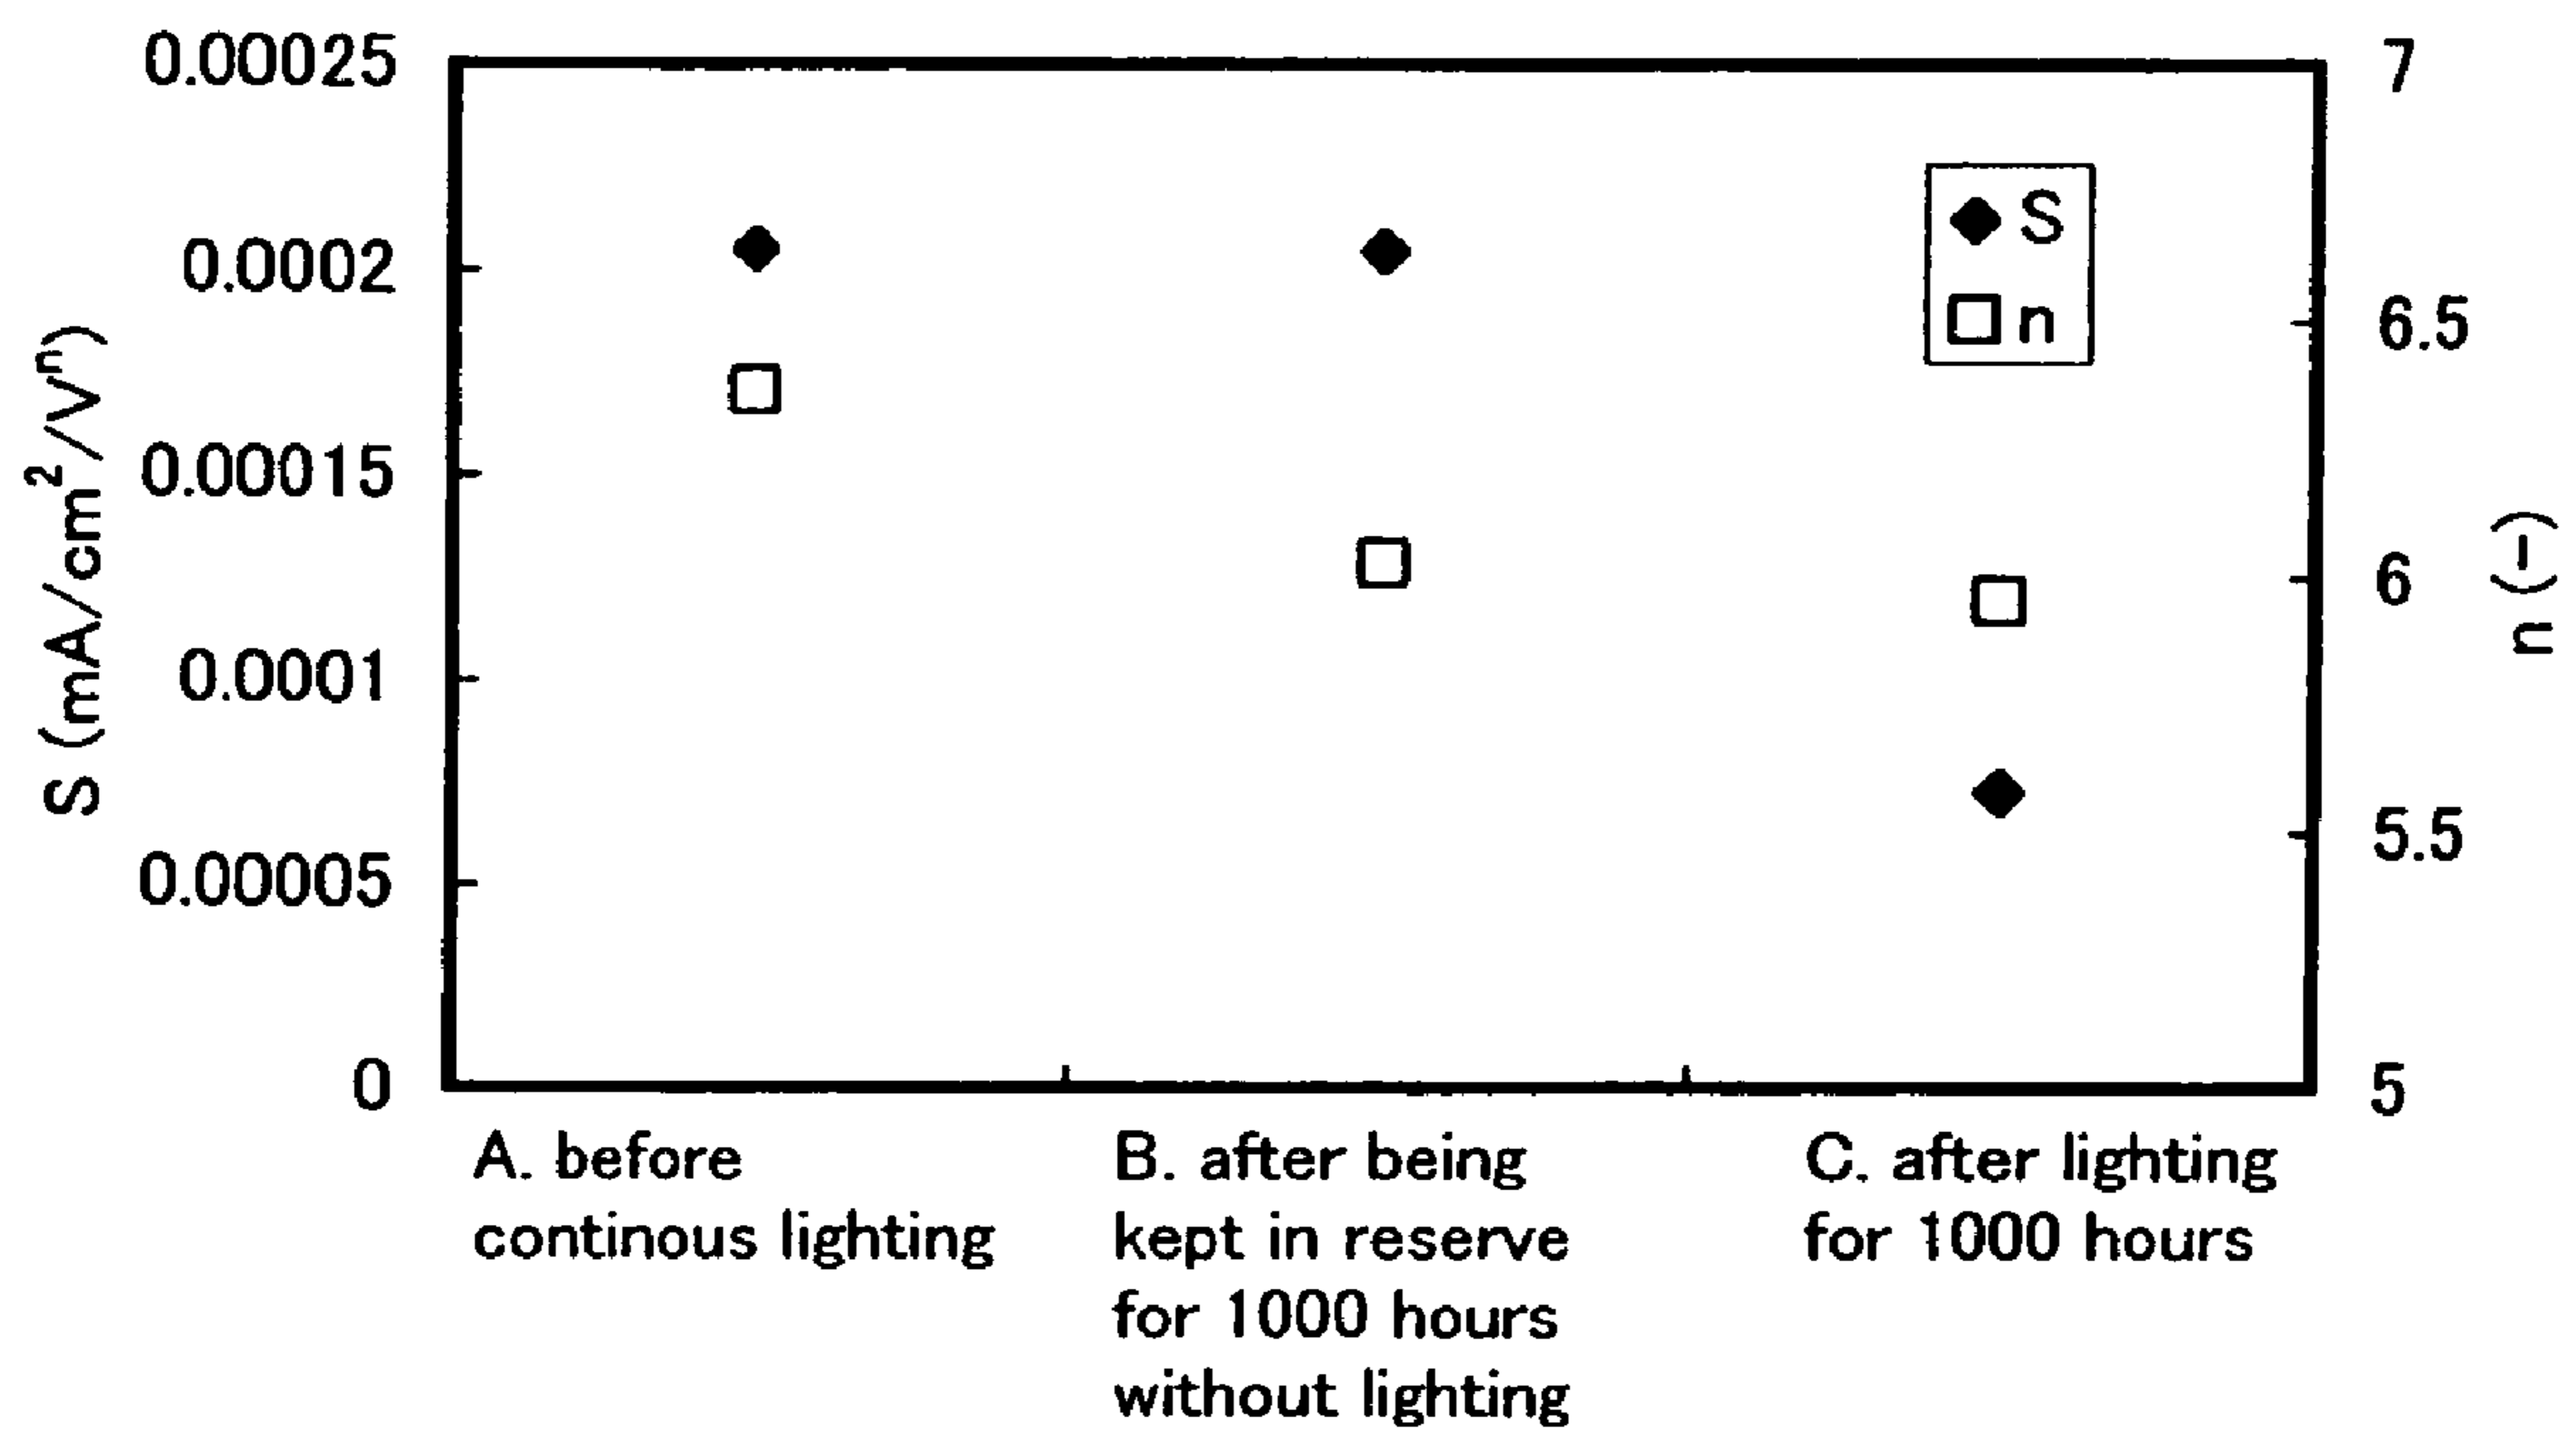 0.00025
0.0002
0.00015
0.0001
0.00005
0
S (mA/cm²/Vⁿ)
7
6.5
6
5.5
5
n (-)
S
n
A. before
continous lighting
B. after being
kept in reserve
for 1000 hours
without lighting
C. after lighting
for 1000 hours